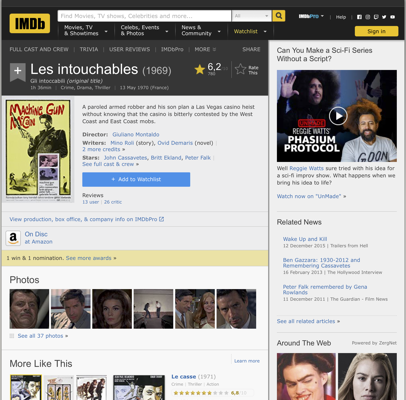 IMDb
Find Movies, TV shows, Celebrities and more...
All
IMDbPro
Help
Movies, TV & Showtimes
Celebs, Events & Photos
News & Community
Watchlist
Sign in
FULL CAST AND CREW
TRIVIA
USER REVIEWS
IMDbPro
MORE
SHARE
Les intouchables (1969)
Gli intoccabili (original title)
1h 36min | Crime, Drama, Thriller | 13 May 1970 (France)
6,2
Rate This
MACHINE GUN McCAIN
A paroled armed robber and his son plan a Las Vegas casino heist
without knowing that the casino is bitterly contested by the West
Coast and East Coast mobs.
Director: Giuliano Montaldo
Writers: Mino Roli (story), Ovid Demaris (novel)
2 more credits »
Stars: John Cassavetes, Britt Ekland, Peter Falk
See full cast & crew »
+ Add to Watchlist
Reviews
13 user | 26 critic
View production, box office, & company info on IMDbPro
a
On Disc
at Amazon
1 win & 1 nomination. See more awards »
Photos
See all 37 photos »
More Like This
Learn more
Le casse (1971)
Crime | Thriller | Action
Can You Make a Sci-Fi Series
Without a Script?
REGGIE WATTS'
PHASIUM
PROTOCOL
Well Reggie Watts sure tried with his idea for
a sci-fi improv show. What happens when we
bring his idea to life?
Watch now on "UnMade" »
Related News
Wake Up and Kill
12 December 2015 | Trailers from Hell
Ben Gazzara: 1930-2012 and
Remembering Cassavetes
16 February 2013 | The Hollywood Interview
Peter Falk remembered by Gena
Rowlands
11 December 2011 | The Guardian - Film News
See all related articles »
Around The Web
Powered by ZergNet